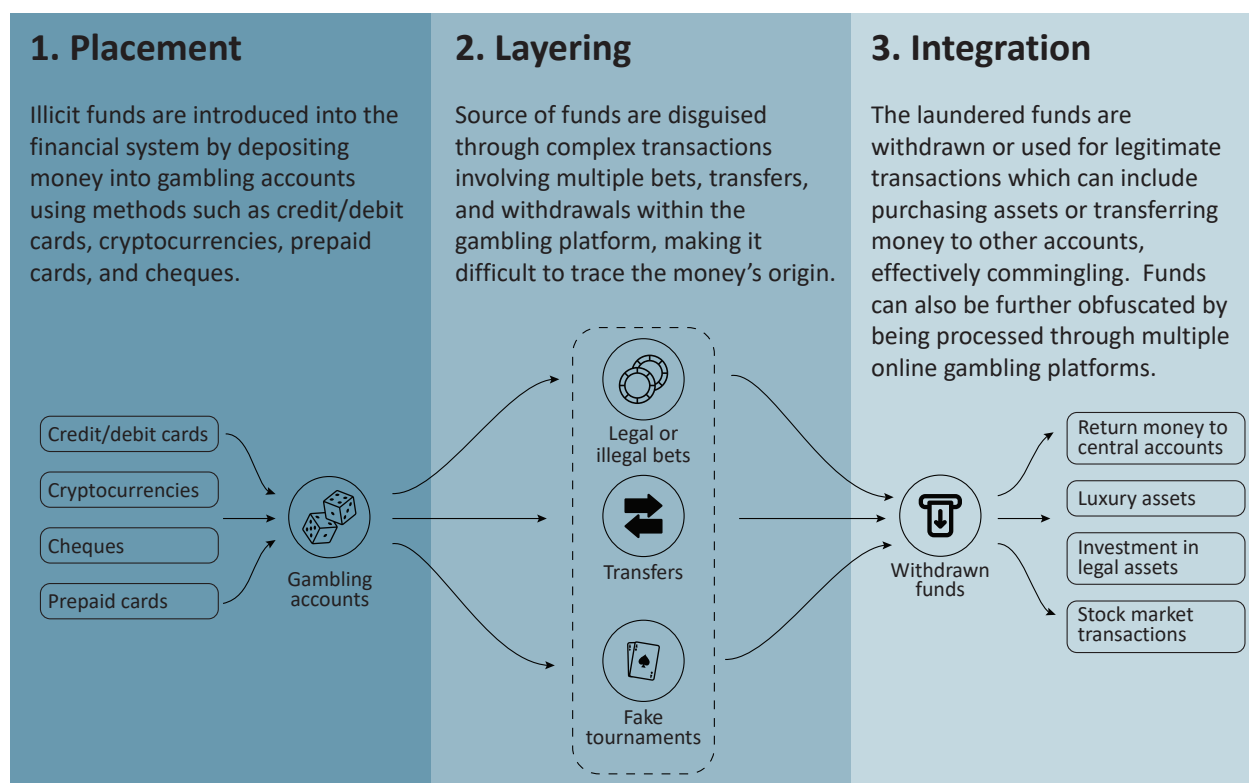 1. Placement
Illicit funds are introduced into the
financial system by depositing
money into gambling accounts
using methods such as credit/debit
cards, cryptocurrencies, prepaid
cards, and cheques.
Credit/debit cards
Cryptocurrencies
Cheques
Prepaid cards
Gambling
accounts
2. Layering
Source of funds are disguised
through complex transactions
involving multiple bets, transfers,
and withdrawals within the
gambling platform, making it
difficult to trace the money's origin.
Legal or
illegal bets
Transfers
Fake
tournaments
3. Integration
The laundered funds are
withdrawn or used for legitimate
transactions which can include
purchasing assets or transferring
money to other accounts,
effectively commingling.  Funds
can also be further obfuscated by
being processed through multiple
online gambling platforms.
Withdrawn
funds
Return money to
central accounts
Luxury assets
Investment in
legal assets
Stock market
transactions